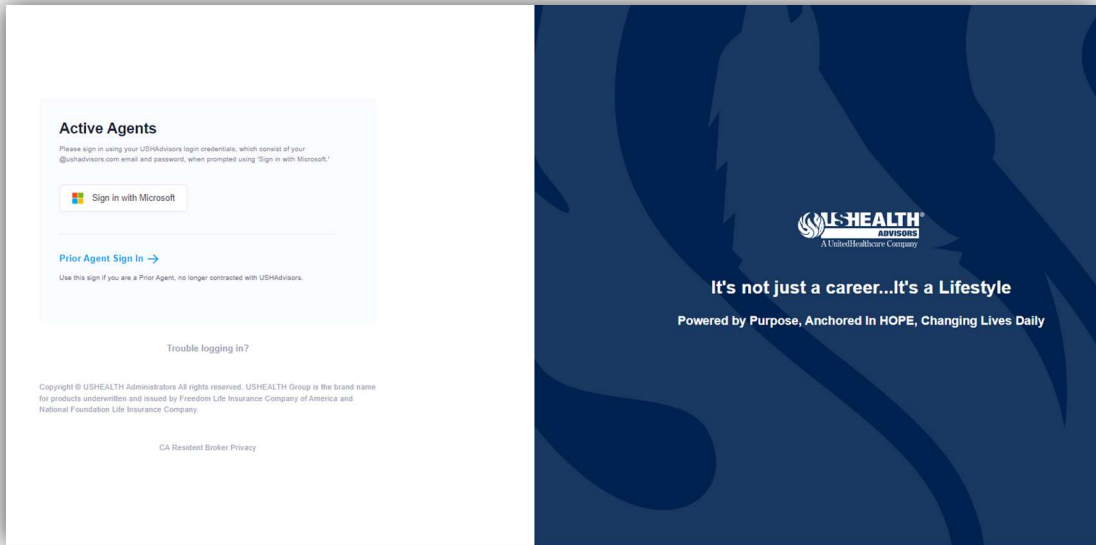 Active Agents
Please sign in using your USHAdvisors login credentials, which consist of your
@ushadvisors.com email and password, when prompted using 'Sign in with Microsoft.'
Sign in with Microsoft
Prior Agent Sign In →
Use this sign if you are a Prior Agent, no longer contracted with USHAdvisors.
Trouble logging in?
Copyright © USHEALTH Administrators All rights reserved. USHEALTH Group is the brand name
for products underwritten and issued by Freedom Life Insurance Company of America and
National Foundation Life Insurance Company.
CA Resident Broker Privacy
USHEALTH®
ADVISORS
A UnitedHealthcare Company
It's not just a career...It's a Lifestyle
Powered by Purpose, Anchored In HOPE, Changing Lives Daily